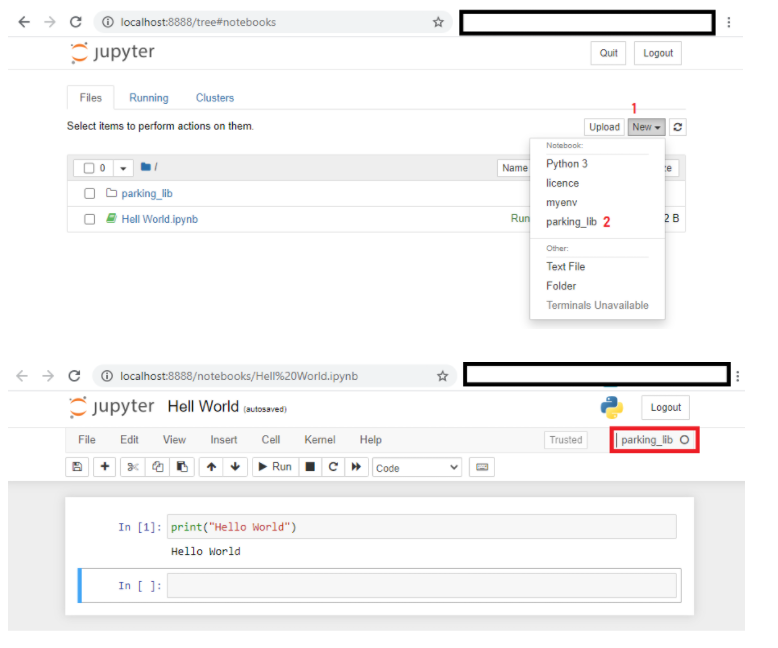 localhost:8888/tree#notebooks
jupyter
Quit Logout
Files Running Clusters
1
Select items to perform actions on them.
Upload New
Notebook:
0 / Name
Python 3
licence
parking_lib
myenv
Hell World.ipynb Run 2 B
parking_lib 2
Other:
Text File
Folder
Terminals Unavailable
localhost:8888/notebooks/Hell%20World.ipynb
jupyter Hell World (autosaved)
Logout
File Edit View Insert Cell Kernel Help Trusted parking_lib
Run Code
In [1]: print("Hello World")
Hello World
In [ ]: